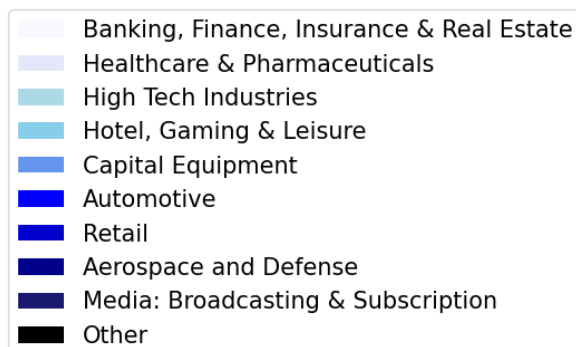 Banking, Finance, Insurance & Real Estate
Healthcare & Pharmaceuticals
High Tech Industries
Hotel, Gaming & Leisure
Capital Equipment
Automotive
Retail
Aerospace and Defense
Media: Broadcasting & Subscription
Other